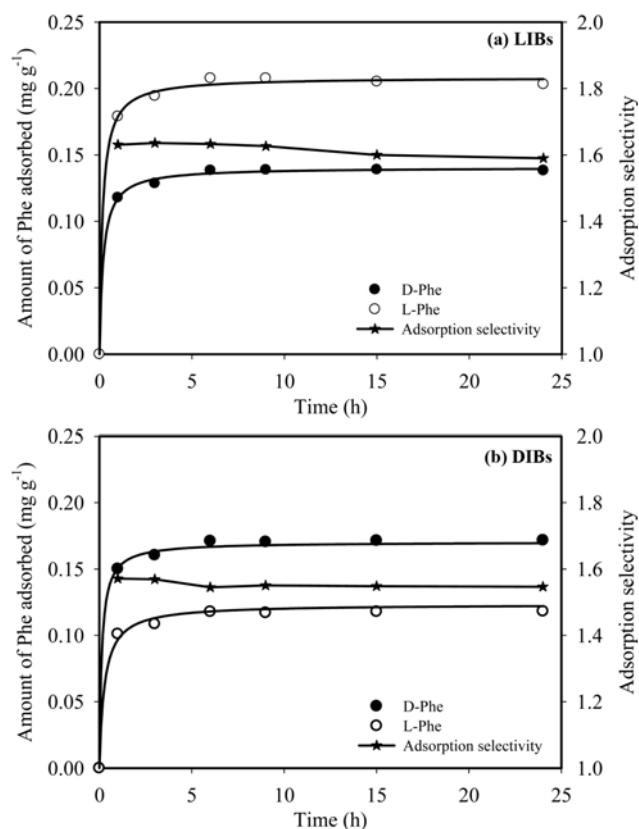 (a) LIBs
Amount of Phe adsorbed (mg g⁻¹)
0.25
0.20
0.15
0.10
0.05
0.00
2.0
1.8
1.6
1.4
1.2
1.0
Adsorption selectivity
D-Phe
L-Phe
Adsorption selectivity
0 5 10 15 20 25
Time (h)
(b) DIBs
Amount of Phe adsorbed (mg g⁻¹)
0.25
0.20
0.15
0.10
0.05
0.00
2.0
1.8
1.6
1.4
1.2
1.0
Adsorption selectivity
D-Phe
L-Phe
Adsorption selectivity
0 5 10 15 20 25
Time (h)